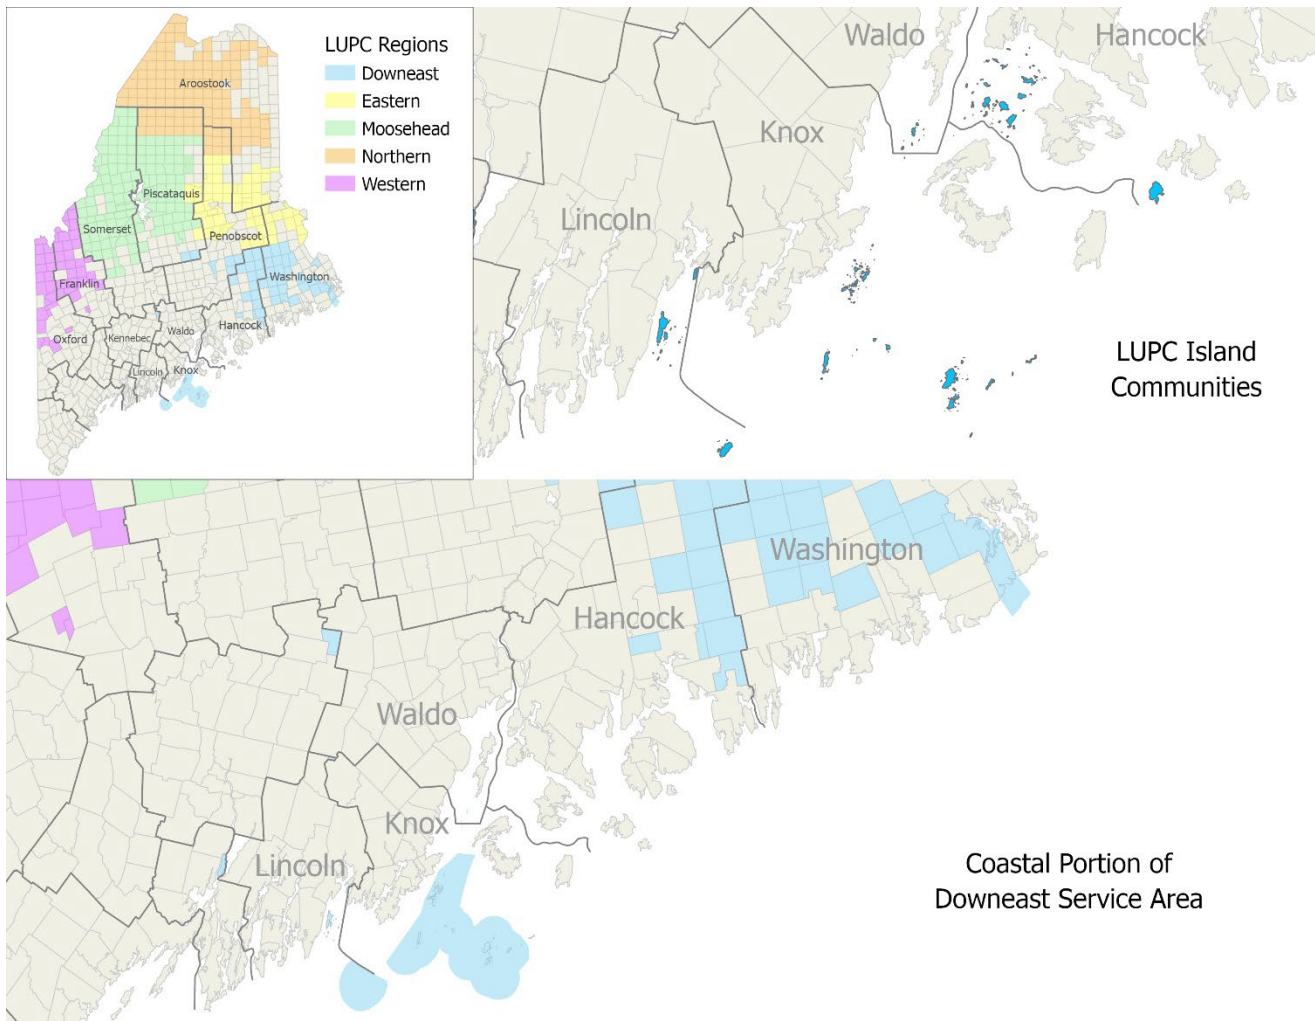 LUPC Regions
Downeast
Eastern
Moosehead
Northern
Western
Aroostook
Piscataquis
Somerset
Penobscot
Washington
Franklin
Hancock
Oxford
Kennebec
Waldo
Lincoln
Knox
Waldo
Hancock
Knox
Lincoln
LUPC Island
Communities
Washington
Hancock
Waldo
Knox
Lincoln
Coastal Portion of
Downeast Service Area